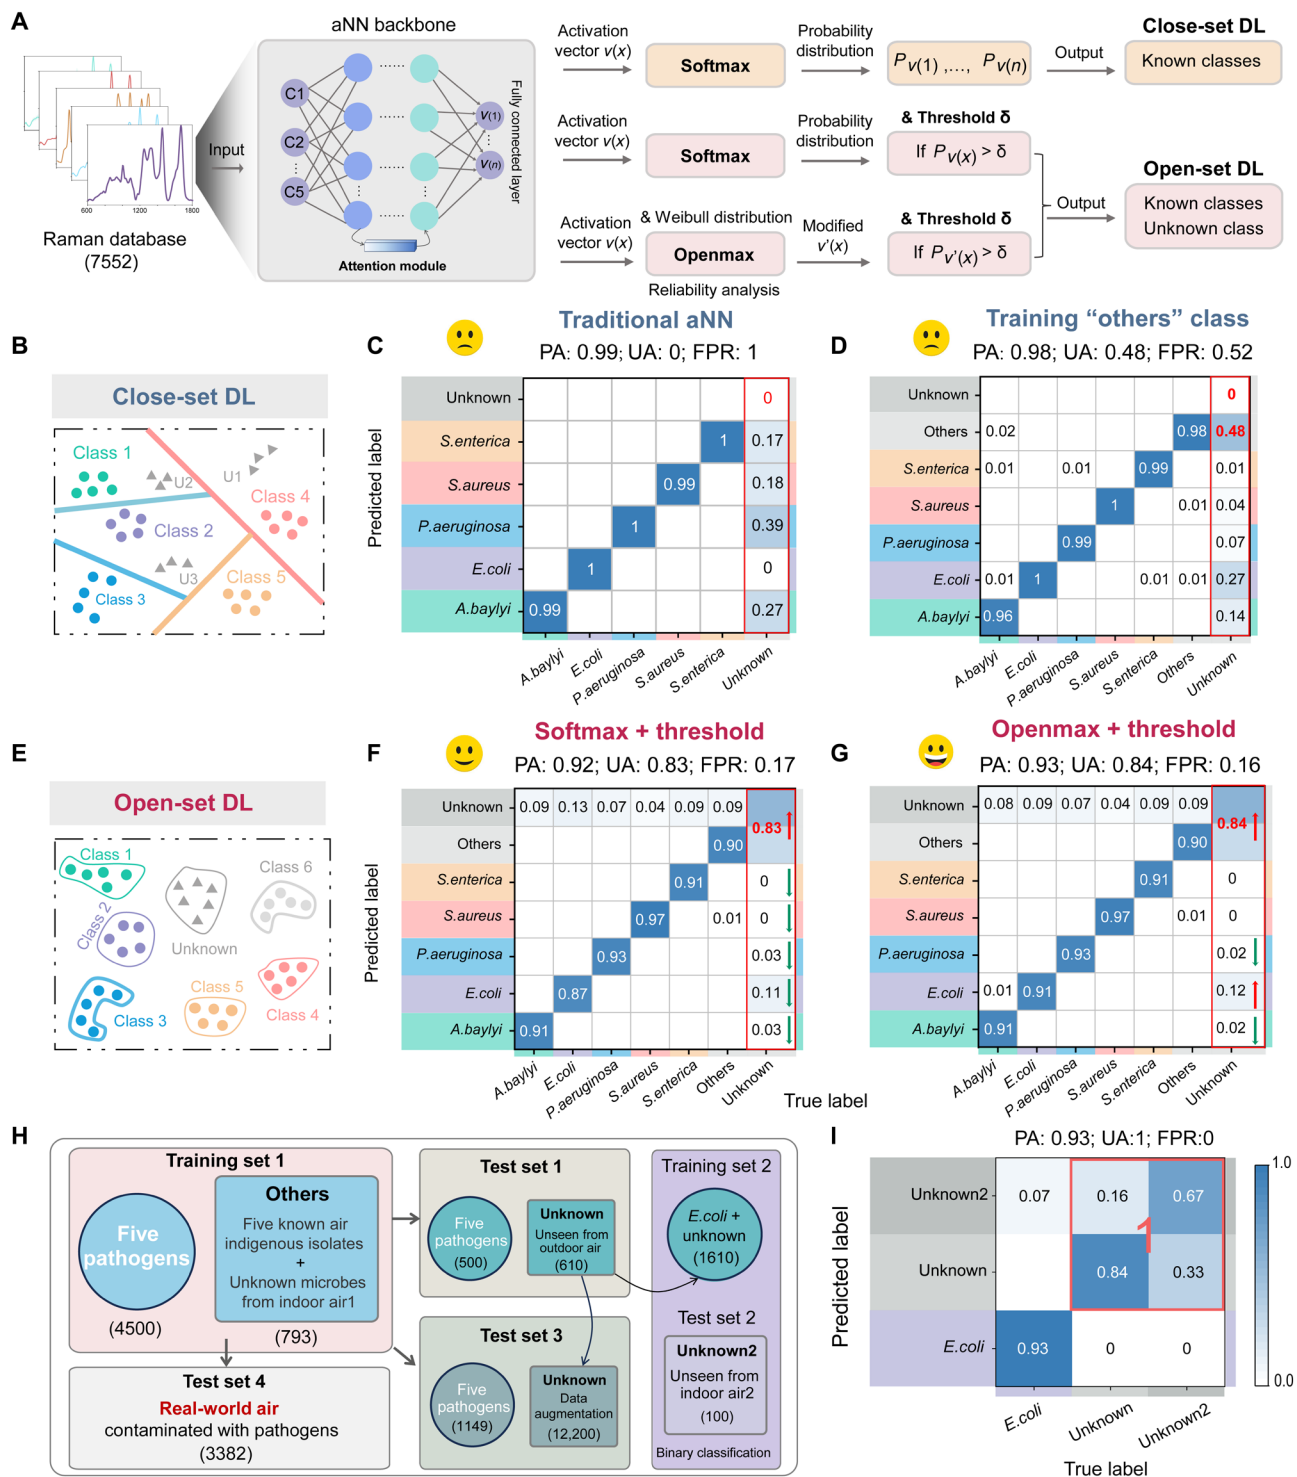 A
aNN backbone
C1
C2
C5
V(1)
V(n)
Fully connected layer
Attention module
Input
600 1200 1800
Raman database
(7552)
Activation
vector v(x)
Softmax
Probability
distribution
Pv(1) ,..., Pv(n)
Output
Close-set DL
Known classes
Activation
vector v(x)
Softmax
Probability
distribution
& Threshold δ
If Pv(x) > δ
Activation
vector v(x)
& Weibull distribution
Openmax
Reliability analysis
Modified
v'(x)
& Threshold δ
If Pv'(x) > δ
Output
Open-set DL
Known classes
Unknown class
B
Close-set DL
Class 1
U2
U1
Class 4
Class 2
U3
Class 5
Class 3
C
Traditional aNN
PA: 0.99; UA: 0; FPR: 1
Predicted label
Unknown 0
S.enterica 1 0.17
S.aureus 0.99 0.18
P.aeruginosa 1 0.39
E.coli 1 0
A.baylyi 0.99 0.27
A.baylyi E.coli P.aeruginosa S.aureus S.enterica Unknown
D
Training “others” class
PA: 0.98; UA: 0.48; FPR: 0.52
Unknown 0
Others 0.02 0.98 0.48
S.enterica 0.01 0.01 0.99 0.01
S.aureus 1 0.01 0.04
P.aeruginosa 0.99 0.07
E.coli 0.01 1 0.01 0.01 0.27
A.baylyi 0.96 0.14
A.baylyi E.coli P.aeruginosa S.aureus S.enterica Others Unknown
E
Open-set DL
Class 1
Class 6
Class 2
Unknown
Class 5
Class 3
Class 4
F
Softmax + threshold
PA: 0.92; UA: 0.83; FPR: 0.17
Predicted label
Unknown 0.09 0.13 0.07 0.04 0.09 0.09
0.83
Others 0.90
S.enterica 0.91 0
S.aureus 0.97 0.01 0
P.aeruginosa 0.93 0.03
E.coli 0.87 0.11
A.baylyi 0.91 0.03
A.baylyi E.coli P.aeruginosa S.aureus S.enterica Others Unknown
True label
G
Openmax + threshold
PA: 0.93; UA: 0.84; FPR: 0.16
Unknown 0.08 0.09 0.07 0.04 0.09 0.09
0.84
Others 0.90
S.enterica 0.91 0
S.aureus 0.97 0.01 0
P.aeruginosa 0.93 0.02
E.coli 0.01 0.91 0.12
A.baylyi 0.91 0.02
A.baylyi E.coli P.aeruginosa S.aureus S.enterica Others Unknown
H
Training set 1
Five
pathogens
(4500)
Others
Five known air
indigenous isolates
+
Unknown microbes
from indoor air1
(793)
Test set 4
Real-world air
contaminated with pathogens
(3382)
Test set 1
Five
pathogens
(500)
Unknown
Unseen from
outdoor air
(610)
Test set 3
Five
pathogens
(1149)
Unknown
Data
augmentation
(12,200)
Training set 2
E.coli +
unknown
(1610)
Test set 2
Unknown2
Unseen from
indoor air2
(100)
Binary classification
I
PA: 0.93; UA:1; FPR:0
Predicted label
Unknown2 0.07 0.16 0.67
1
Unknown 0.84 0.33
E.coli 0.93 0 0
E.coli Unknown Unknown2
True label
1.0
0.0